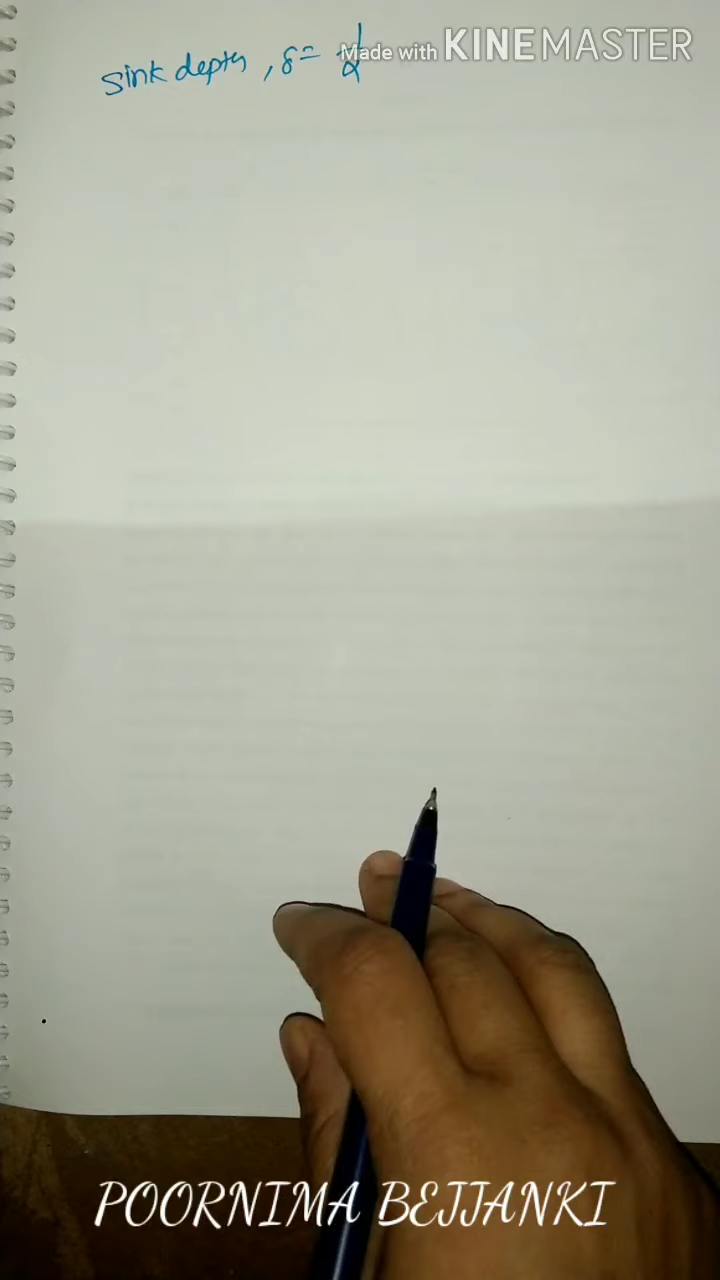 sink depth, δ = 1/α
Made with KINEMASTER
POORNIMA BEJJANKI